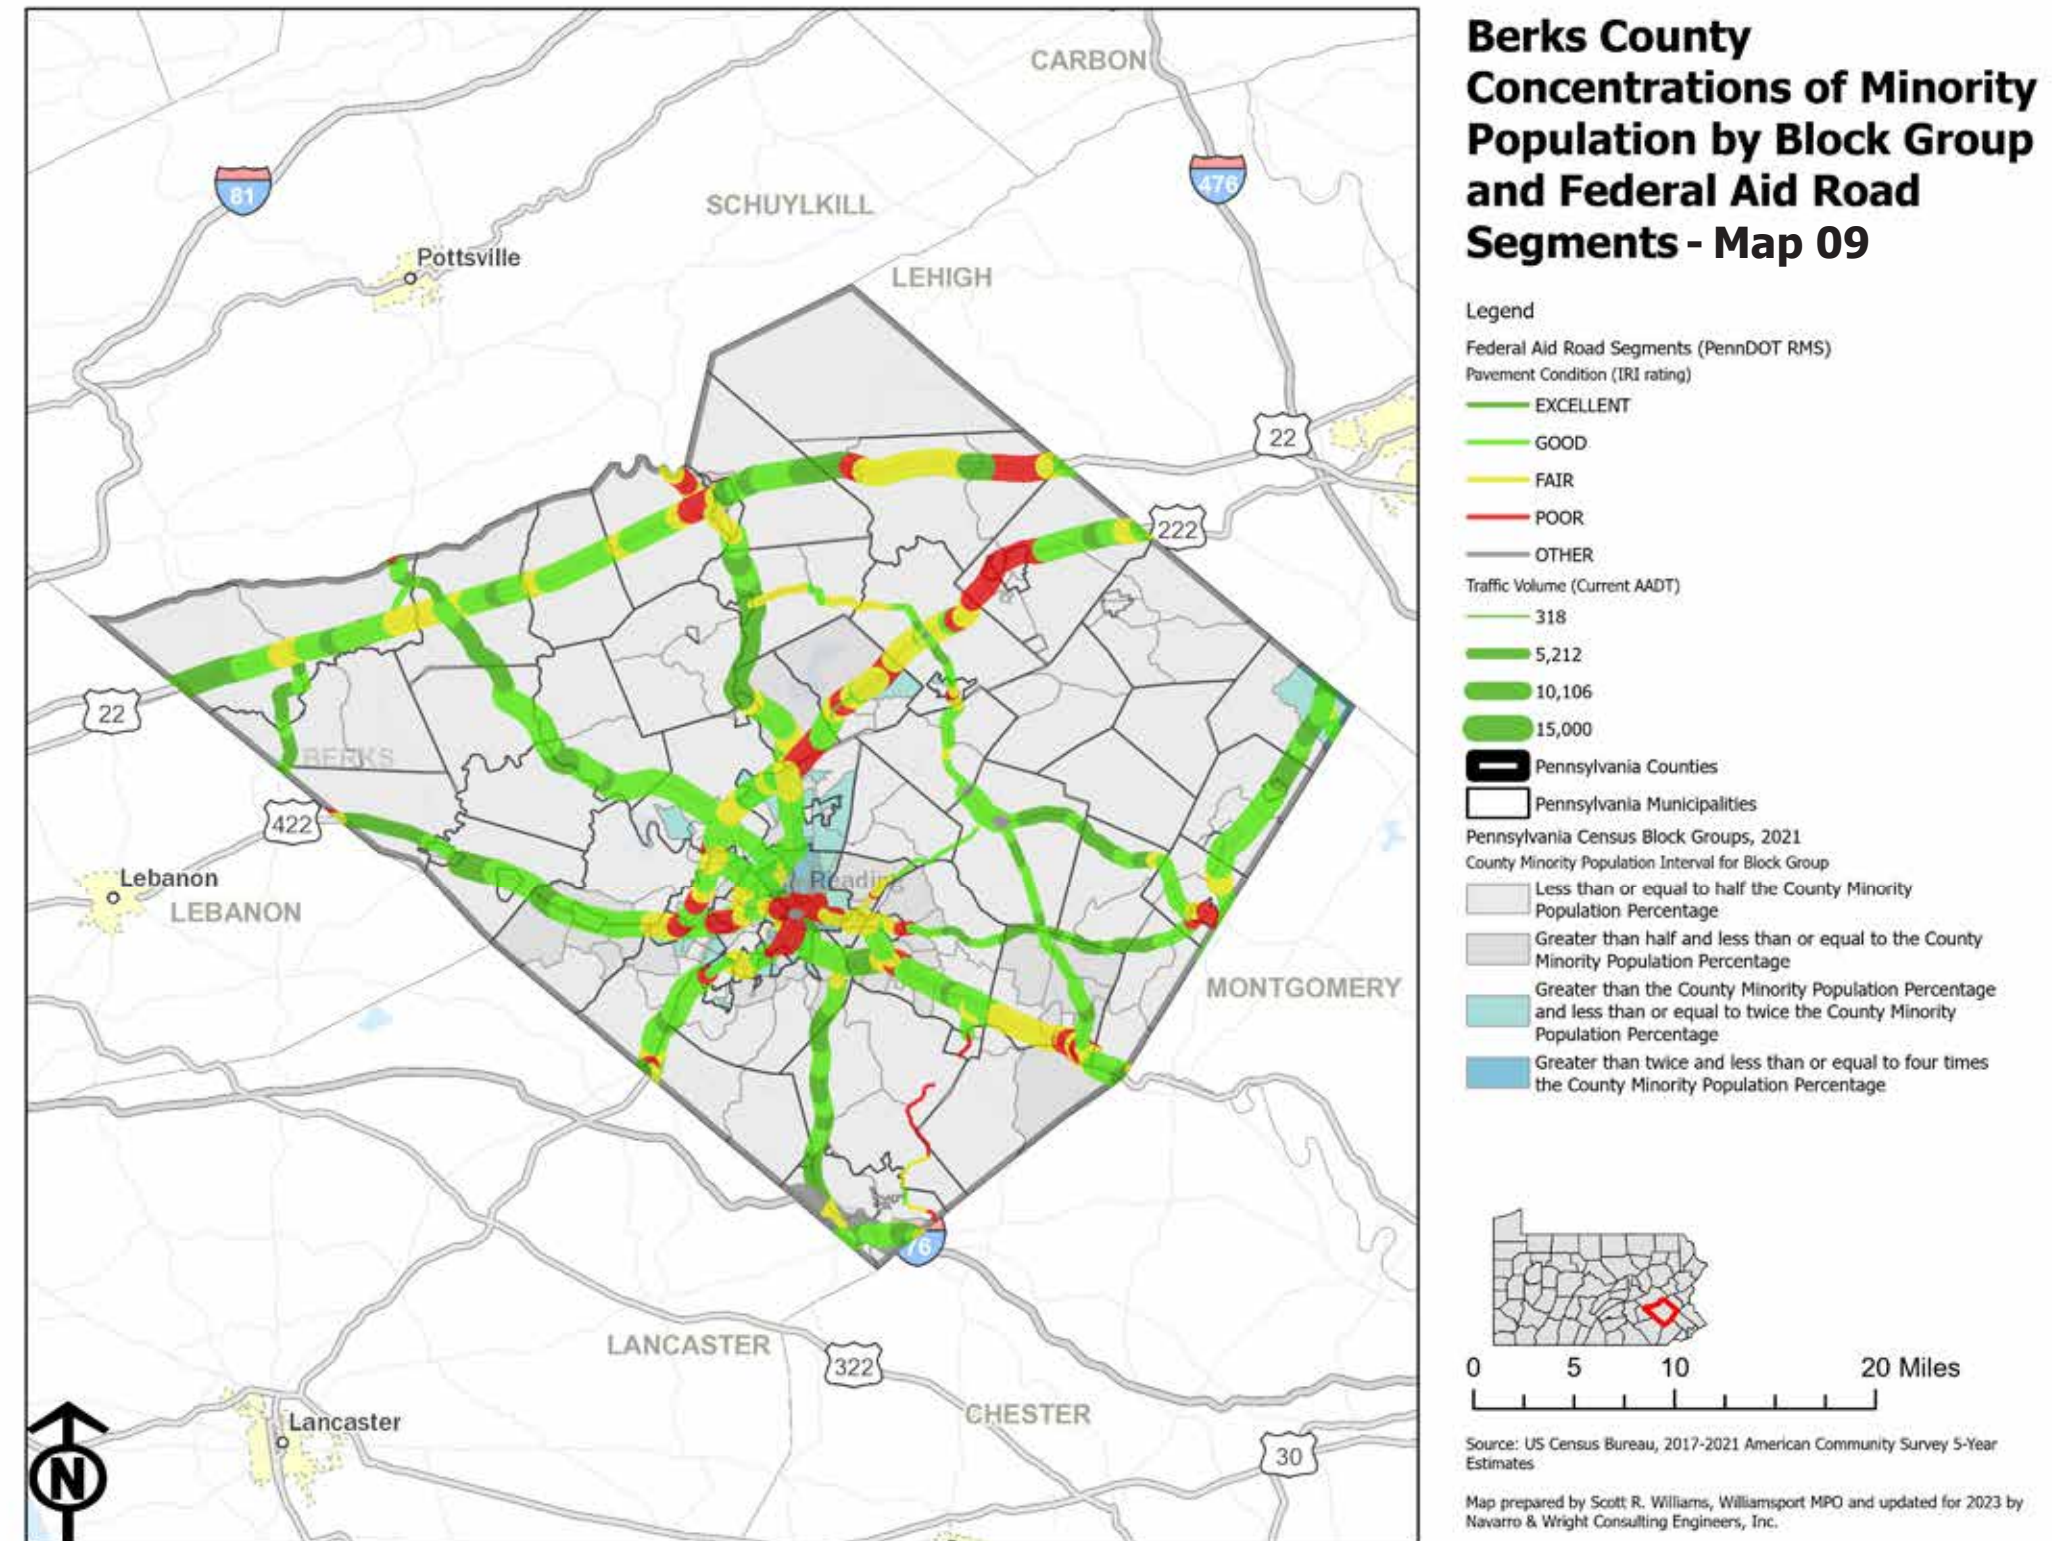 Berks County
Concentrations of Minority
Population by Block Group
and Federal Aid Road
Segments - Map 09
Legend
Federal Aid Road Segments (PennDOT RMS)
Pavement Condition (IRI rating)
EXCELLENT
GOOD
FAIR
POOR
OTHER
Traffic Volume (Current AADT)
318
5,212
10,106
15,000
Pennsylvania Counties
Pennsylvania Municipalities
Pennsylvania Census Block Groups, 2021
County Minority Population Interval for Block Group
Less than or equal to half the County Minority
Population Percentage
Greater than half and less than or equal to the County
Minority Population Percentage
Greater than the County Minority Population Percentage
and less than or equal to twice the County Minority
Population Percentage
Greater than twice and less than or equal to four times
the County Minority Population Percentage
0 5 10 20 Miles
Source: US Census Bureau, 2017-2021 American Community Survey 5-Year
Estimates
Map prepared by Scott R. Williams, Williamsport MPO and updated for 2023 by
Navarro & Wright Consulting Engineers, Inc.
CARBON
81
476
SCHUYLKILL
Pottsville
LEHIGH
22
222
22
BERKS
422
Lebanon
LEBANON
Reading
MONTGOMERY
76
LANCASTER
322
CHESTER
Lancaster
30
N